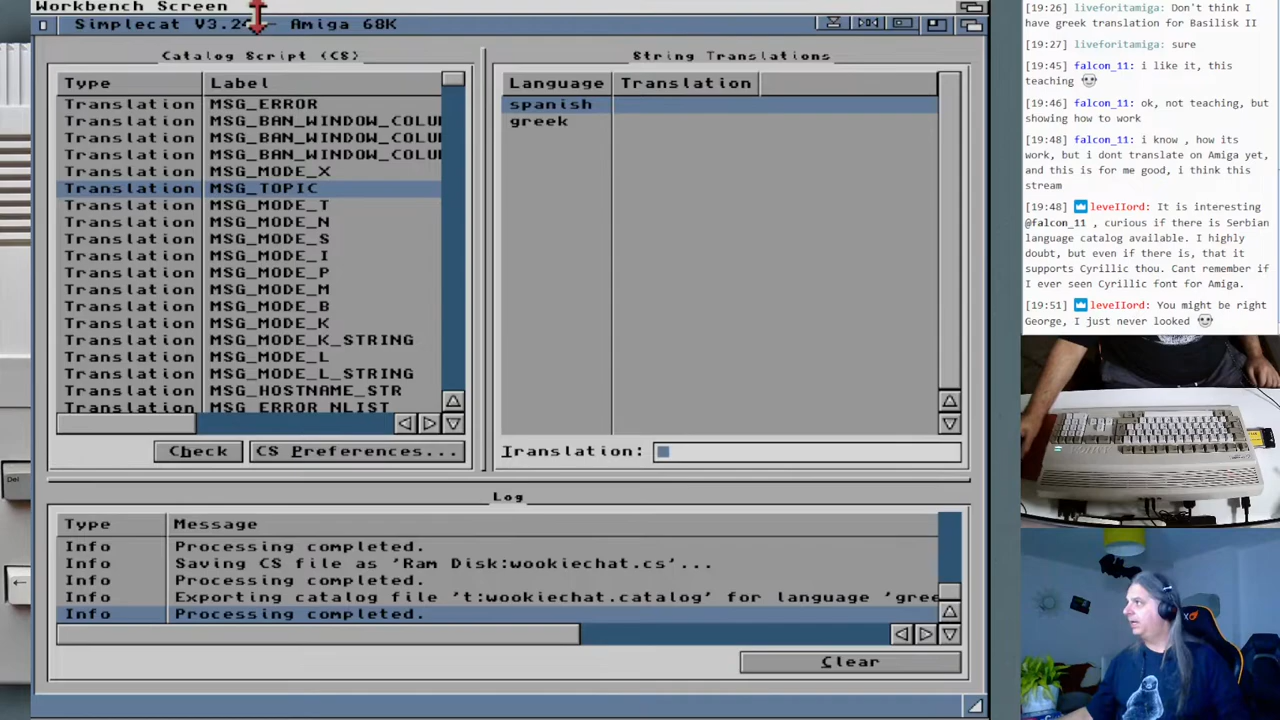 Workbench Screen
Simplecat V3.24 – Amiga 68K
Catalog Script (CS)
Type Label
Translation MSG_ERROR
Translation MSG_BAN_WINDOW_COLU
Translation MSG_BAN_WINDOW_COLU
Translation MSG_BAN_WINDOW_COLU
Translation MSG_MODE_X
Translation MSG_TOPIC
Translation MSG_MODE_T
Translation MSG_MODE_N
Translation MSG_MODE_S
Translation MSG_MODE_I
Translation MSG_MODE_P
Translation MSG_MODE_M
Translation MSG_MODE_B
Translation MSG_MODE_K
Translation MSG_MODE_K_STRING
Translation MSG_MODE_L
Translation MSG_MODE_L_STRING
Translation MSG_HOSTNAME_STR
Translation MSG_ERROR_NLIST
Check CS Preferences...
String Translations
Language Translation
spanish
greek
Translation:
Log
Type Message
Info Processing completed.
Info Saving CS file as 'Ram Disk:wookiechat.cs'...
Info Processing completed.
Info Exporting catalog file 't:wookiechat.catalog' for language 'gree
Info Processing completed.
Clear
Del
[19:26] liveforitamiga: Don't think I
have greek translation for Basilisk II
[19:27] liveforitamiga: sure
[19:45] falcon_11: i like it, this
teaching
[19:46] falcon_11: ok, not teaching, but
showing how to work
[19:48] falcon_11: i know , how its
work, but i dont translate on Amiga yet,
and this is for me good, i think this
stream
[19:48] levelIord: It is interesting
@falcon_11 , curious if there is Serbian
language catalog available. I highly
doubt, but even if there is, that it
supports Cyrillic thou. Cant remember if
I ever seen Cyrillic font for Amiga.
[19:51] levelIord: You might be right
George, I just never looked